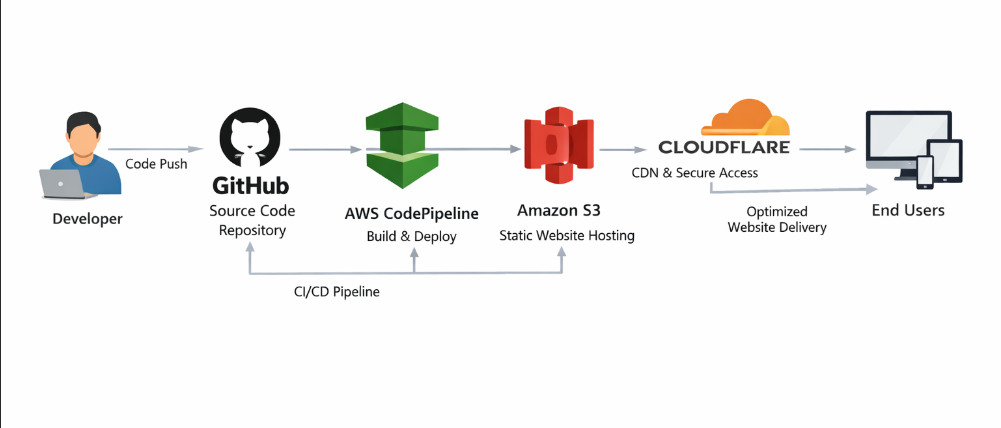 Code Push
Developer
GitHub
Source Code
Repository
AWS CodePipeline
Build & Deploy
Amazon S3
Static Website Hosting
CLOUDFLARE
CDN & Secure Access
Optimized
Website Delivery
End Users
CI/CD Pipeline